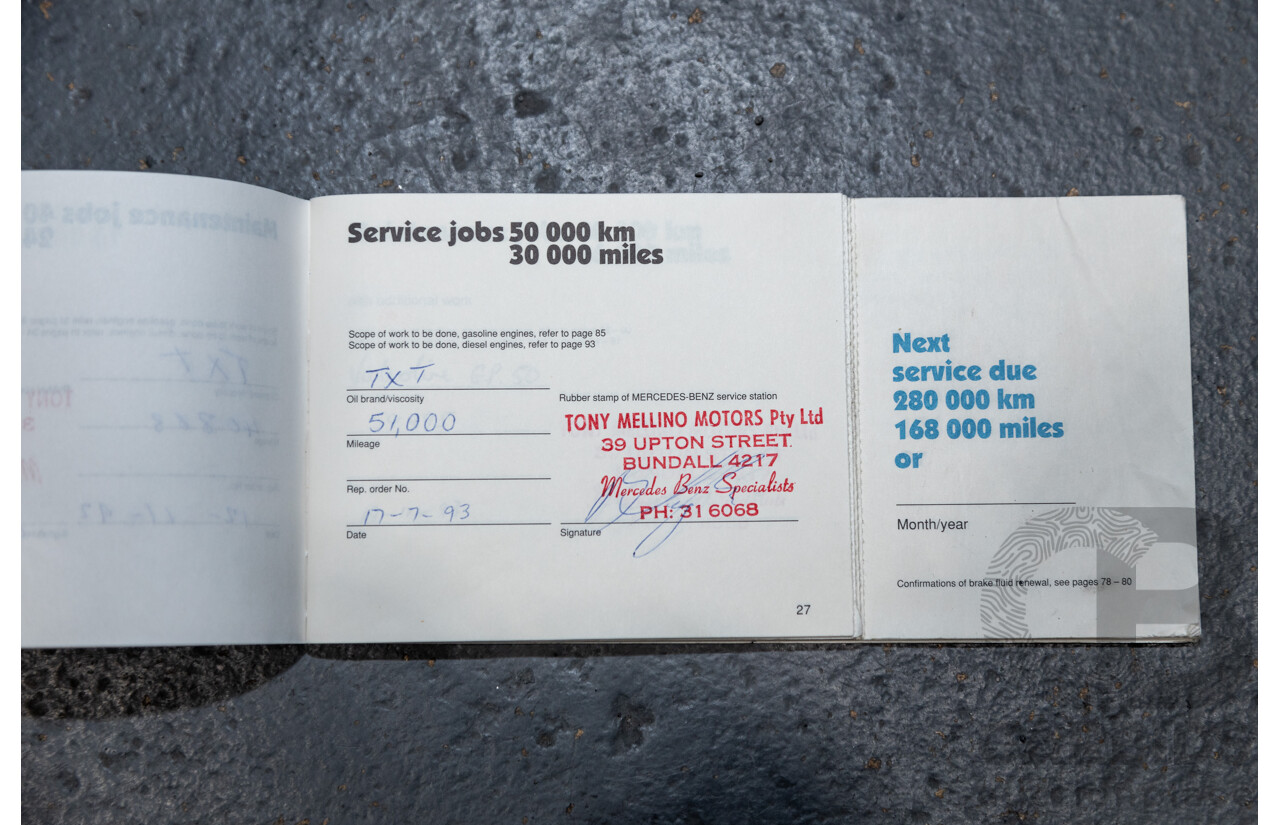 Service jobs 50 000 km
30 000 miles
Scope of work to be done, gasoline engines, refer to page 85
Scope of work to be done, diesel engines, refer to page 93
TXT
Oil brand/viscosity
51,000
Mileage
Rep. order No.
17-7-93
Date
Rubber stamp of MERCEDES-BENZ service station
TONY MELLINO MOTORS Pty Ltd
39 UPTON STREET.
BUNDALL 4217
Mercedes Benz Specialists
PH: 31 6068
Signature
27
Next
service due
280 000 km
168 000 miles
or
Month/year
Confirmations of brake fluid renewal, see pages 78 – 80